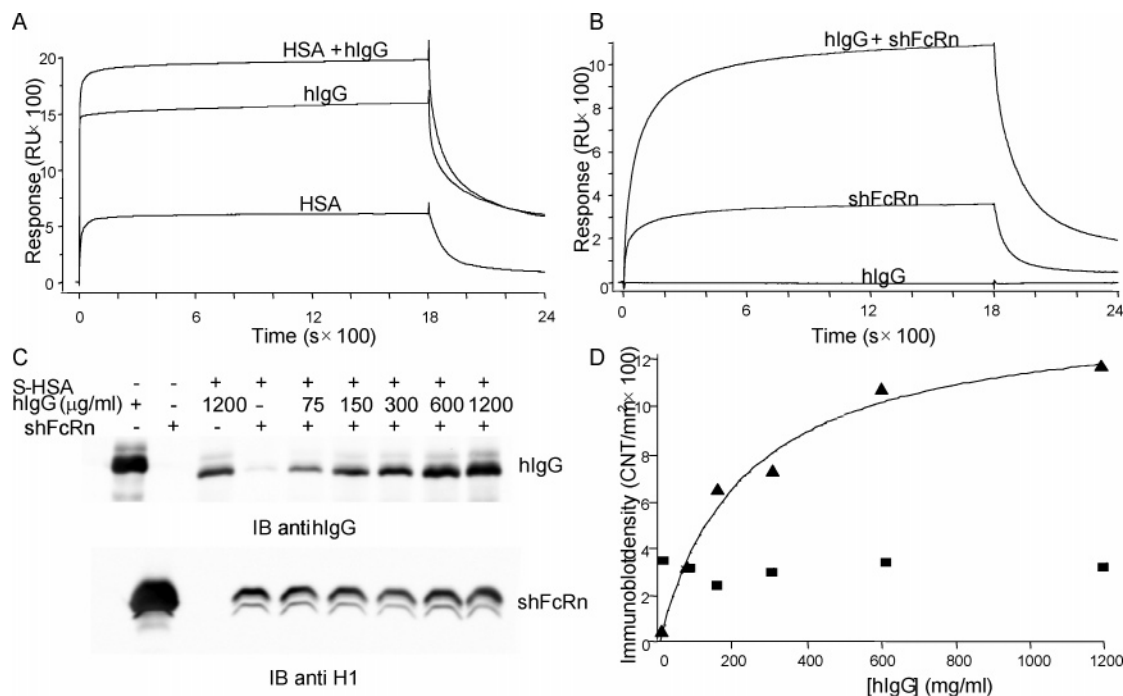 A
Response (RU× 100)
20
15
10
5
0
HSA +hIgG
hIgG
HSA
0 6 12 18 24
Time (s× 100)
B
Response (RU× 100)
10
8
6
4
2
0
hIgG + shFcRn
shFcRn
hIgG
0 6 12 18 24
Time (s× 100)
C
S-HSA - - + + + + + + +
hIgG (μg/ml) + - 1200 - 75 150 300 600 1200
shFcRn - + - + + + + + +
hIgG
IB antihIgG
shFcRn
IB anti H1
D
Immunoblotdensity (CNT/mm²× 100)
12
10
8
6
4
2
0
0 200 400 600 800 1000 1200
[hIgG] (mg/ml)